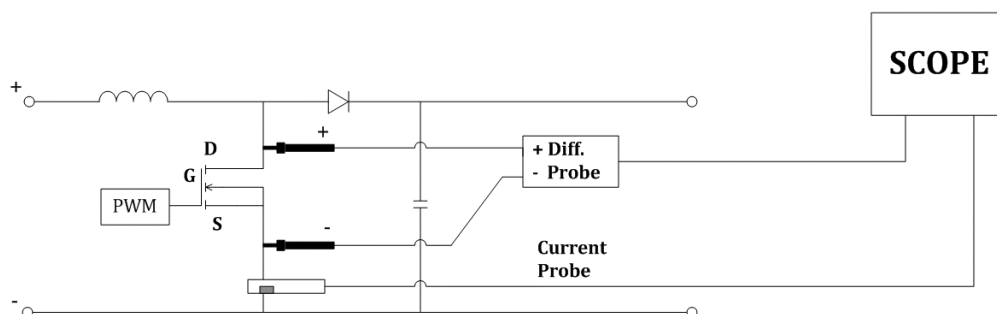 SCOPE
+
+
D
+ Diff.
- Probe
G
PWM
S
-
Current
Probe
-